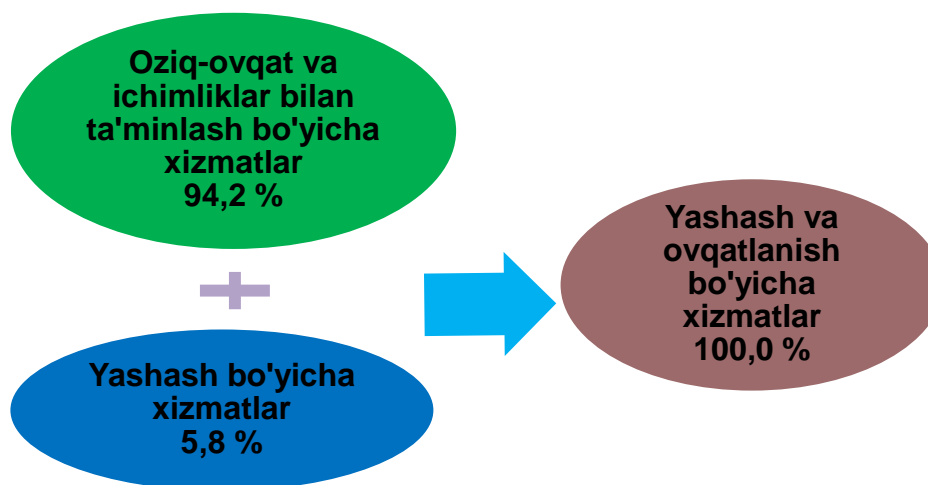 Oziq-ovqat va
ichimliklar bilan
ta'minlash bo'yicha
xizmatlar
94,2 %
Yashash bo'yicha
xizmatlar
5,8 %
Yashash va
ovqatlanish
bo'yicha
xizmatlar
100,0 %